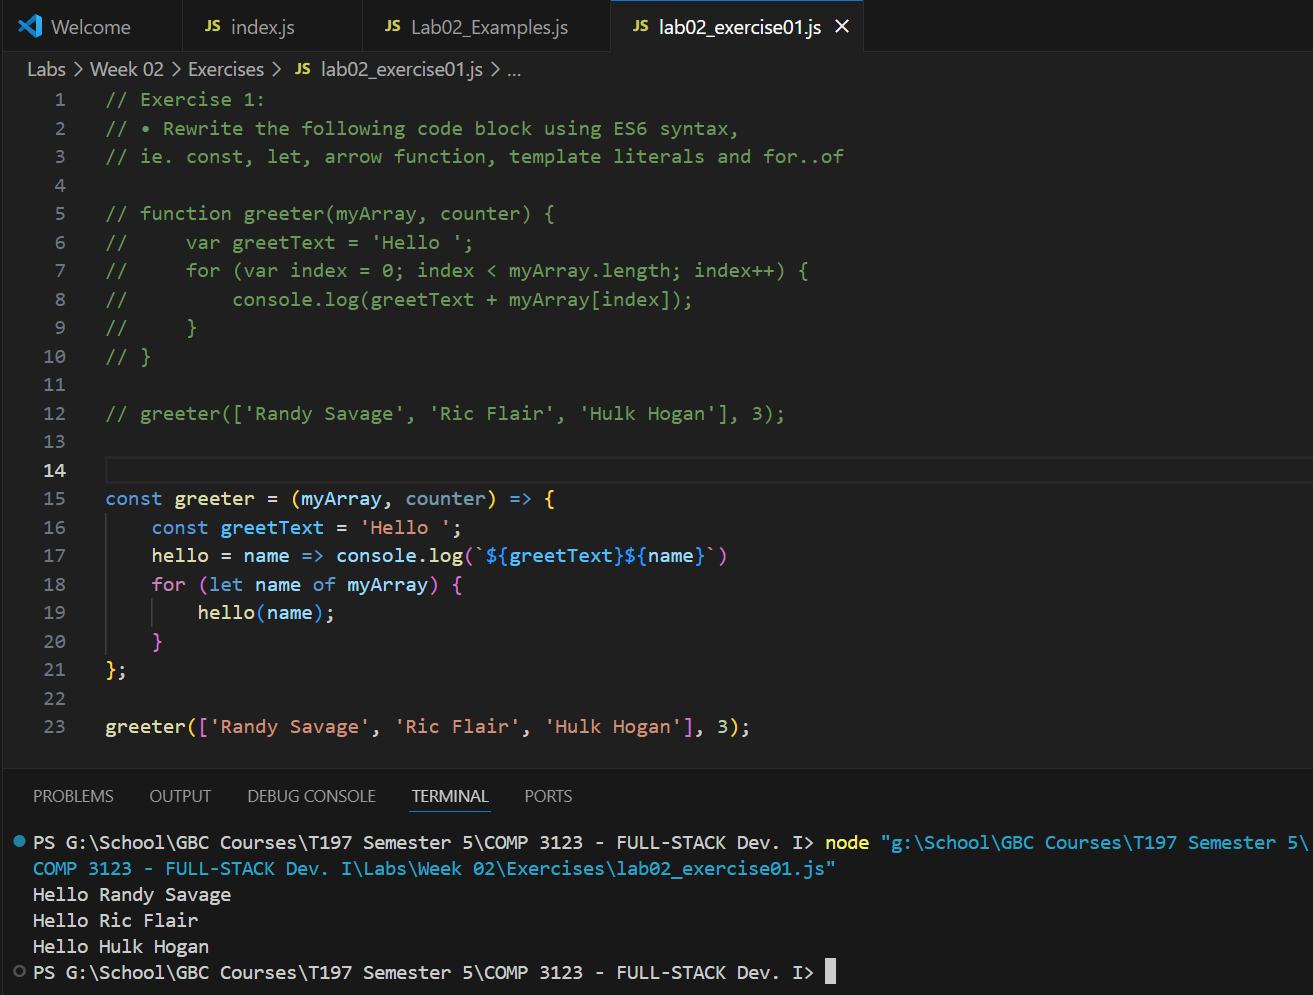 Welcome JS index.js JS Lab02_Examples.js JS lab02_exercise01.js
Labs > Week 02 > Exercises > JS lab02_exercise01.js > ...
1 // Exercise 1:
2 // • Rewrite the following code block using ES6 syntax,
3 // ie. const, let, arrow function, template literals and for..of
4
5 // function greeter(myArray, counter) {
6 //     var greetText = 'Hello ';
7 //     for (var index = 0; index < myArray.length; index++) {
8 //         console.log(greetText + myArray[index]);
9 //     }
10 // }
11
12 // greeter(['Randy Savage', 'Ric Flair', 'Hulk Hogan'], 3);
13
14
15 const greeter = (myArray, counter) => {
16     const greetText = 'Hello ';
17     hello = name => console.log(`${greetText}${name}`)
18     for (let name of myArray) {
19         hello(name);
20     }
21 };
22
23 greeter(['Randy Savage', 'Ric Flair', 'Hulk Hogan'], 3);
PROBLEMS OUTPUT DEBUG CONSOLE TERMINAL PORTS
PS G:\School\GBC Courses\T197 Semester 5\COMP 3123 - FULL-STACK Dev. I> node "g:\School\GBC Courses\T197 Semester 5\
COMP 3123 - FULL-STACK Dev. I\Labs\Week 02\Exercises\lab02_exercise01.js"
Hello Randy Savage
Hello Ric Flair
Hello Hulk Hogan
PS G:\School\GBC Courses\T197 Semester 5\COMP 3123 - FULL-STACK Dev. I>